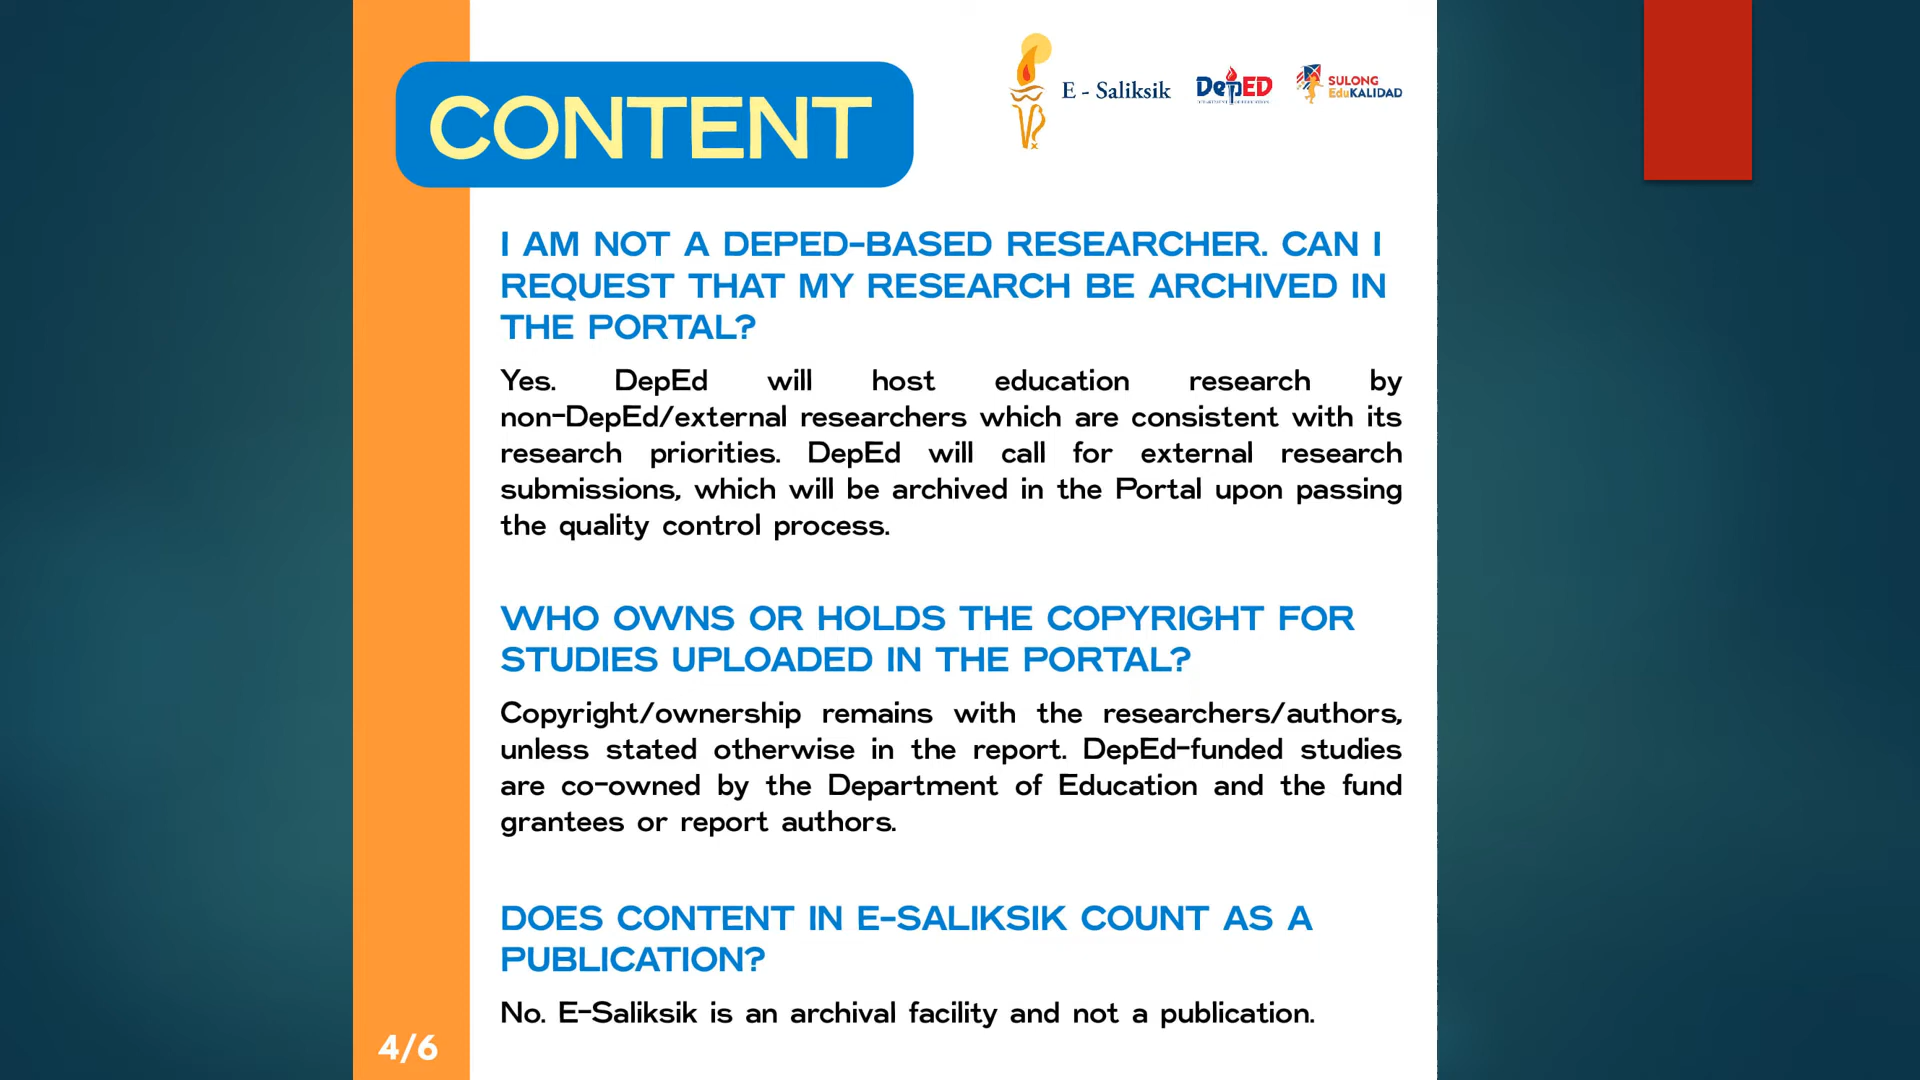 CONTENT
E - Saliksik
DepED
SULONG
EduKALIDAD
I AM NOT A DEPED-BASED RESEARCHER. CAN I
REQUEST THAT MY RESEARCH BE ARCHIVED IN
THE PORTAL?
Yes. DepEd will host education research by
non-DepEd/external researchers which are consistent with its
research priorities. DepEd will call for external research
submissions, which will be archived in the Portal upon passing
the quality control process.
WHO OWNS OR HOLDS THE COPYRIGHT FOR
STUDIES UPLOADED IN THE PORTAL?
Copyright/ownership remains with the researchers/authors,
unless stated otherwise in the report. DepEd-funded studies
are co-owned by the Department of Education and the fund
grantees or report authors.
DOES CONTENT IN E-SALIKSIK COUNT AS A
PUBLICATION?
No. E-Saliksik is an archival facility and not a publication.
4/6